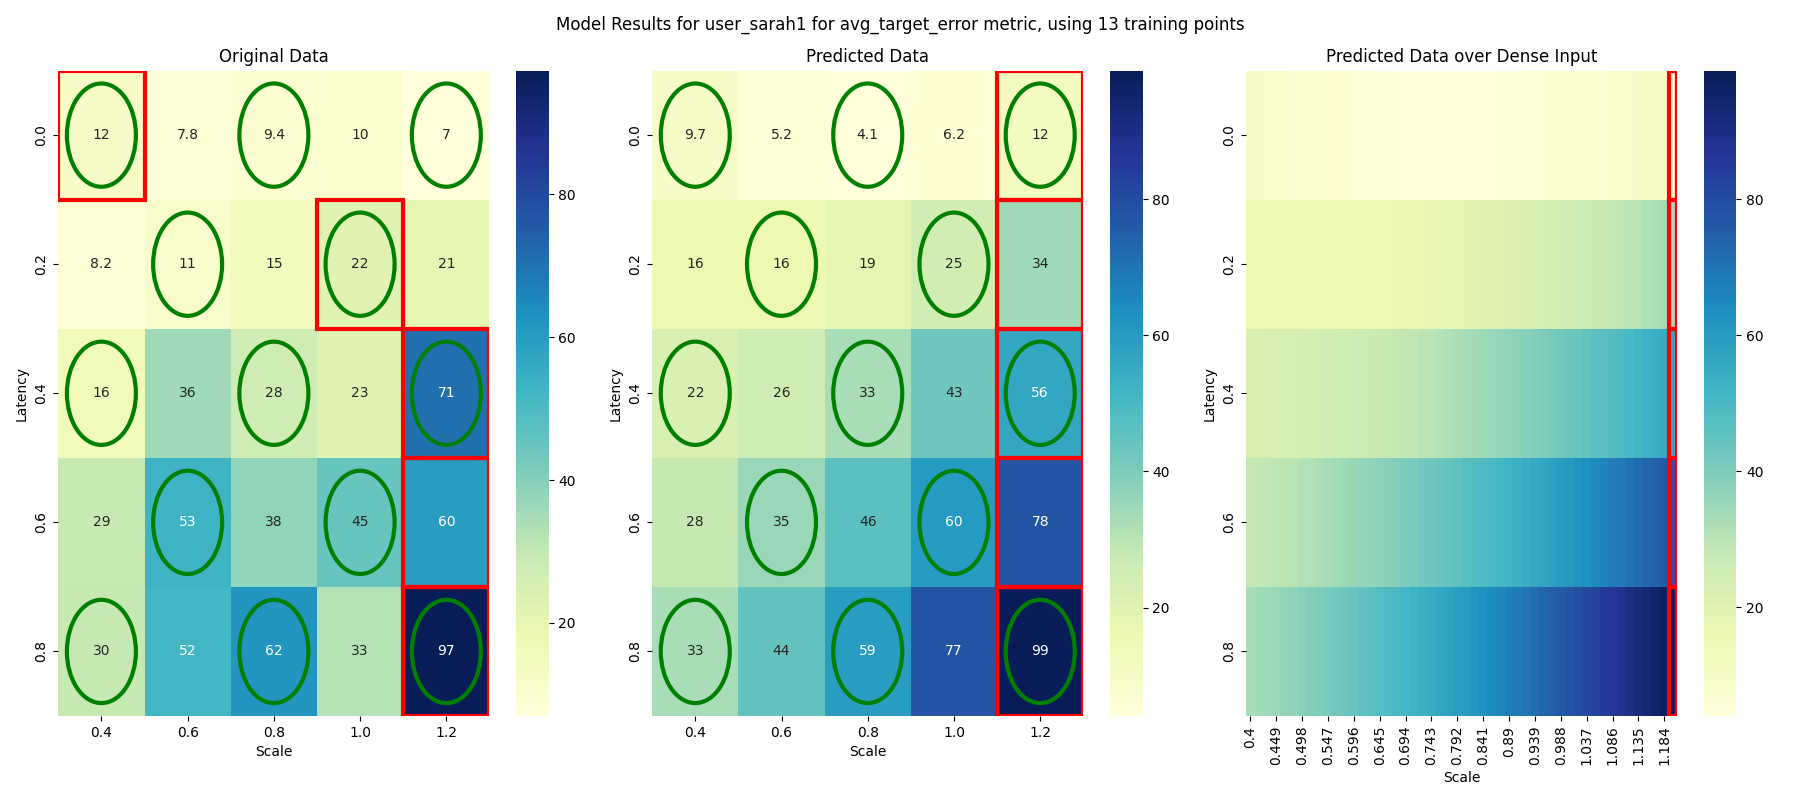 Model Results for user_sarah1 for avg_target_error metric, using 13 training points
Original Data
Latency
0.0 12 7.8 9.4 10 7
0.2 8.2 11 15 22 21
0.4 16 36 28 23 71
0.6 29 53 38 45 60
0.8 30 52 62 33 97
0.4 0.6 0.8 1.0 1.2
Scale
80
60
40
20
Predicted Data
Latency
0.0 9.7 5.2 4.1 6.2 12
0.2 16 16 19 25 34
0.4 22 26 33 43 56
0.6 28 35 46 60 78
0.8 33 44 59 77 99
0.4 0.6 0.8 1.0 1.2
Scale
80
60
40
20
Predicted Data over Dense Input
Latency
0.0
0.2
0.4
0.6
0.8
0.4 0.449 0.498 0.547 0.596 0.645 0.694 0.743 0.792 0.841 0.89 0.939 0.988 1.037 1.086 1.135 1.184
Scale
80
60
40
20